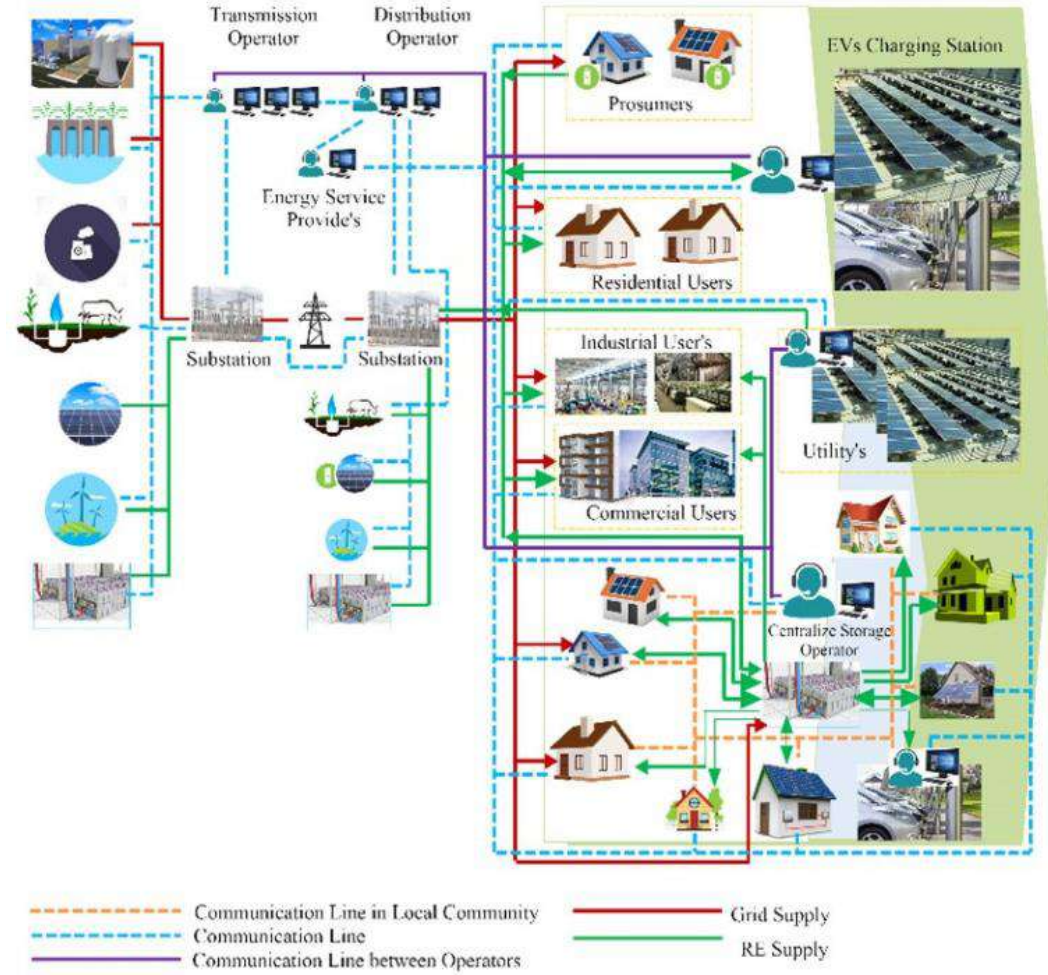 Transmission
Operator
Distribution
Operator
EVs Charging Station
Prosumers
Energy Service
Provide's
Residential Users
Substation
Substation
Industrial User's
Utility's
Commercial Users
Centralize Storage
Operator
Communication Line in Local Community
Communication Line
Communication Line between Operators
Grid Supply
RE Supply